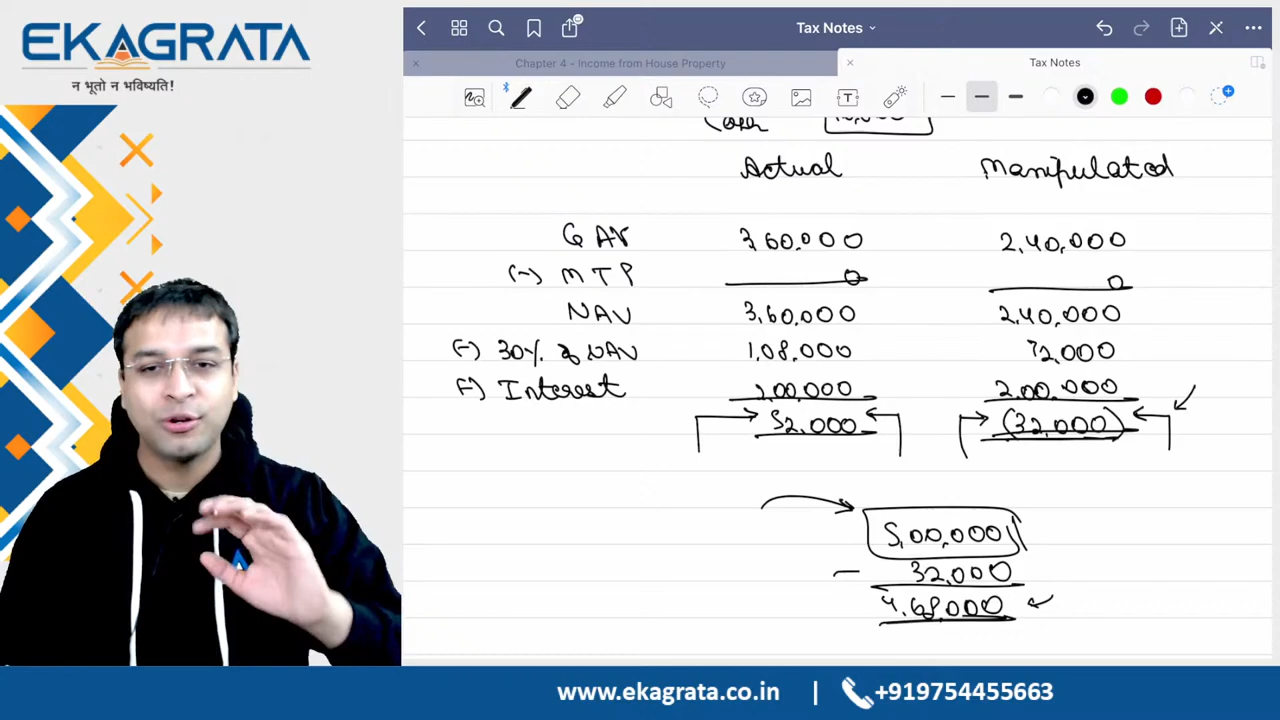 EKAGRATA
न भूतो न भविष्यति!
Tax Notes
Chapter 4 - Income from House Property
Tax Notes
T
Cash
Actual Manipulated
GAV 3,60,000 2,40,000
(-) MTP 0 0
NAV 3,60,000 2,40,000
(-) 30% of NAV 1,08,000 72,000
(-) Interest 2,00,000 2,00,000
52,000 (32,000)
5,00,000
- 32,000
4,68,000
www.ekagrata.co.in | +919754455663